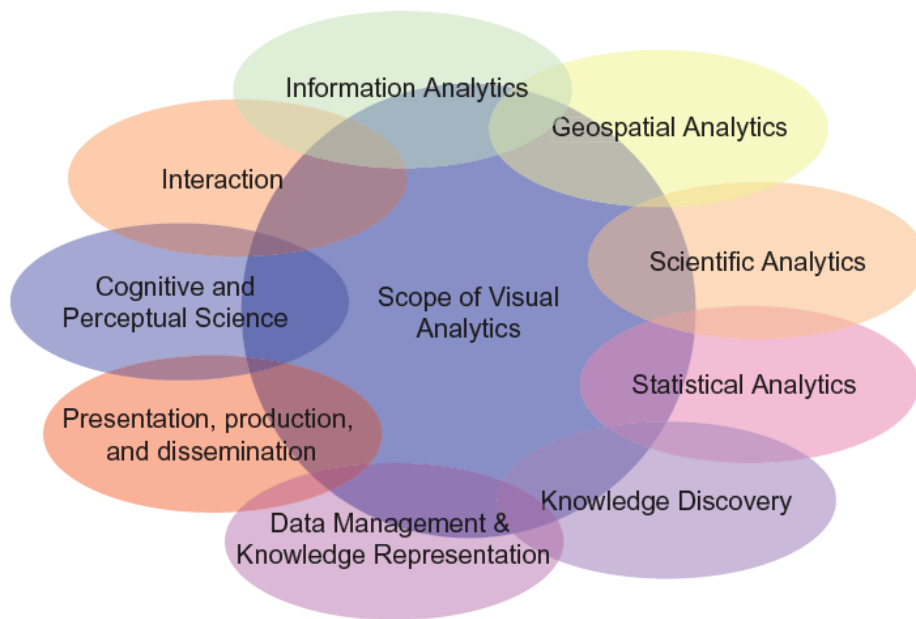 Information Analytics
Geospatial Analytics
Interaction
Scientific Analytics
Cognitive and
Perceptual Science
Scope of Visual
Analytics
Statistical Analytics
Presentation, production,
and dissemination
Knowledge Discovery
Data Management &
Knowledge Representation